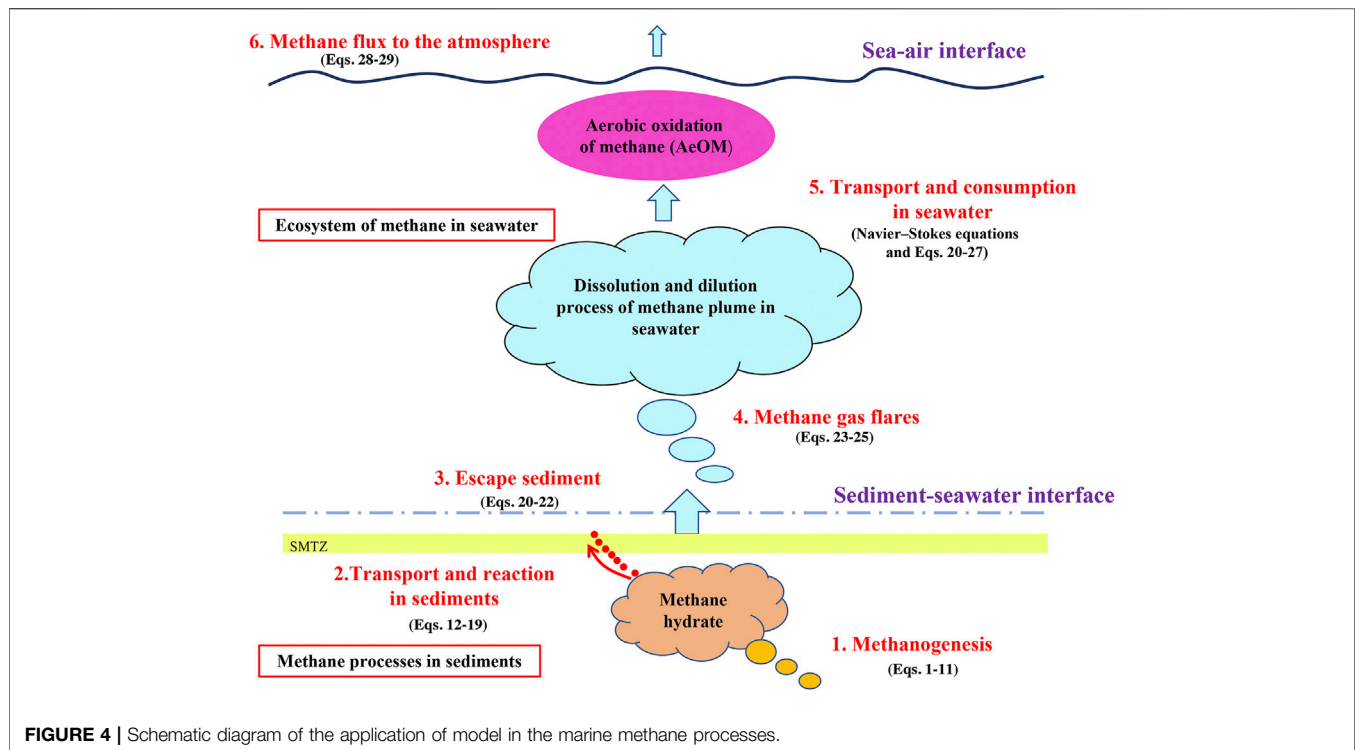 6. Methane flux to the atmosphere
(Eqs. 28-29)
Sea-air interface
Aerobic oxidation
of methane (AeOM)
5. Transport and consumption
in seawater
(Navier–Stokes equations
and Eqs. 20-27)
Ecosystem of methane in seawater
Dissolution and dilution
process of methane plume in
seawater
4. Methane gas flares
(Eqs. 23-25)
3. Escape sediment
(Eqs. 20-22)
Sediment-seawater interface
SMTZ
2.Transport and reaction
in sediments
(Eqs. 12-19)
Methane
hydrate
Methane processes in sediments
1. Methanogenesis
(Eqs. 1-11)
FIGURE 4 | Schematic diagram of the application of model in the marine methane processes.